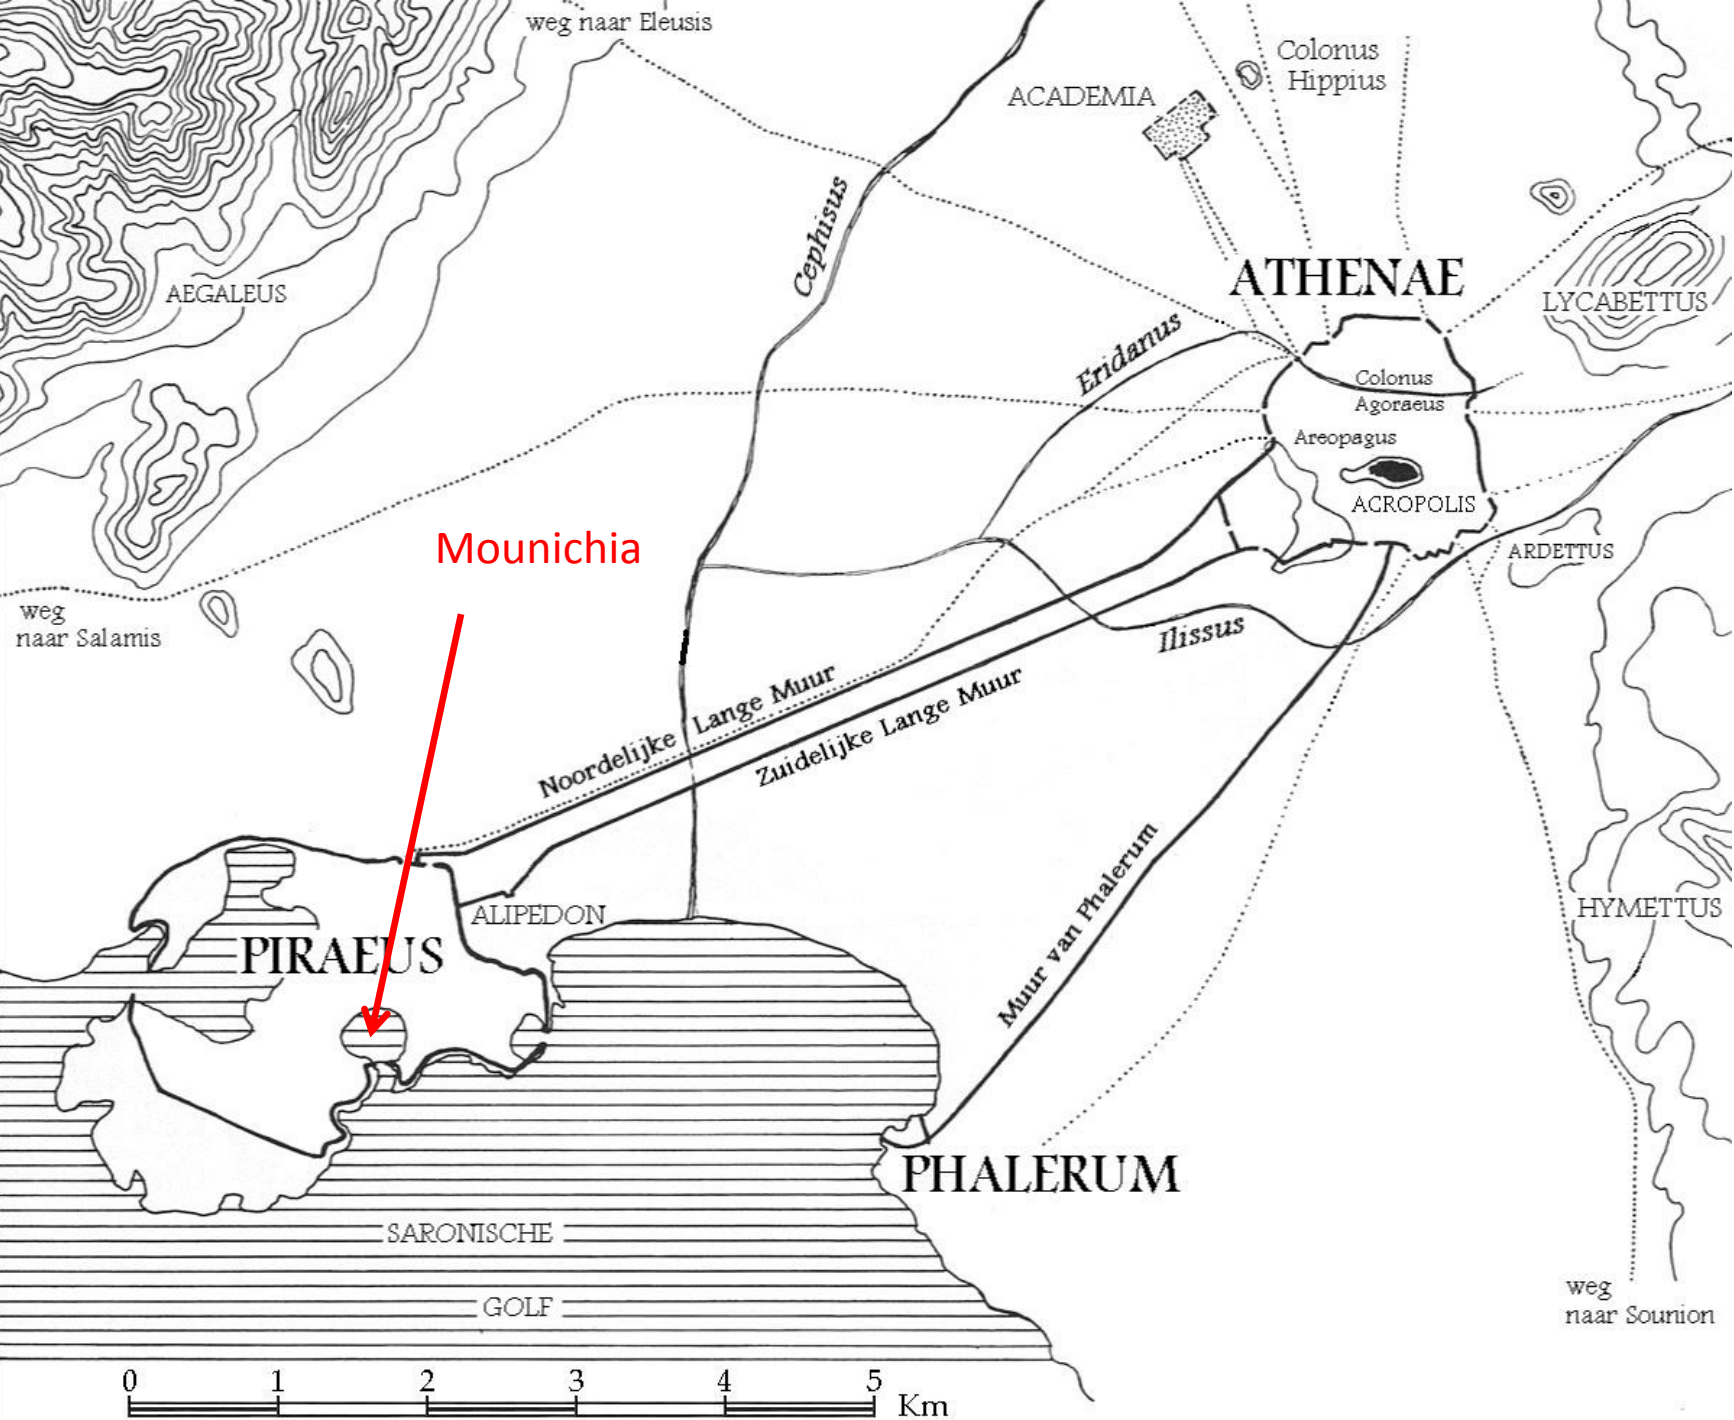 weg naar Eleusis
Colonus
Hippius
ACADEMIA
Cephisus
ATHENAE
AEGALEUS
LYCABETTUS
Eridanus
Colonus
Agoraeus
Areopagus
ACROPOLIS
Mounichia
ARDETTUS
weg
naar Salamis
Ilissus
Noordelijke Lange Muur
Zuidelijke Lange Muur
Muur van Phalerum
HYMETTUS
ALIPEDON
PIRAEUS
PHALERUM
SARONISCHE
GOLF
weg
naar Sounion
0 1 2 3 4 5
Km